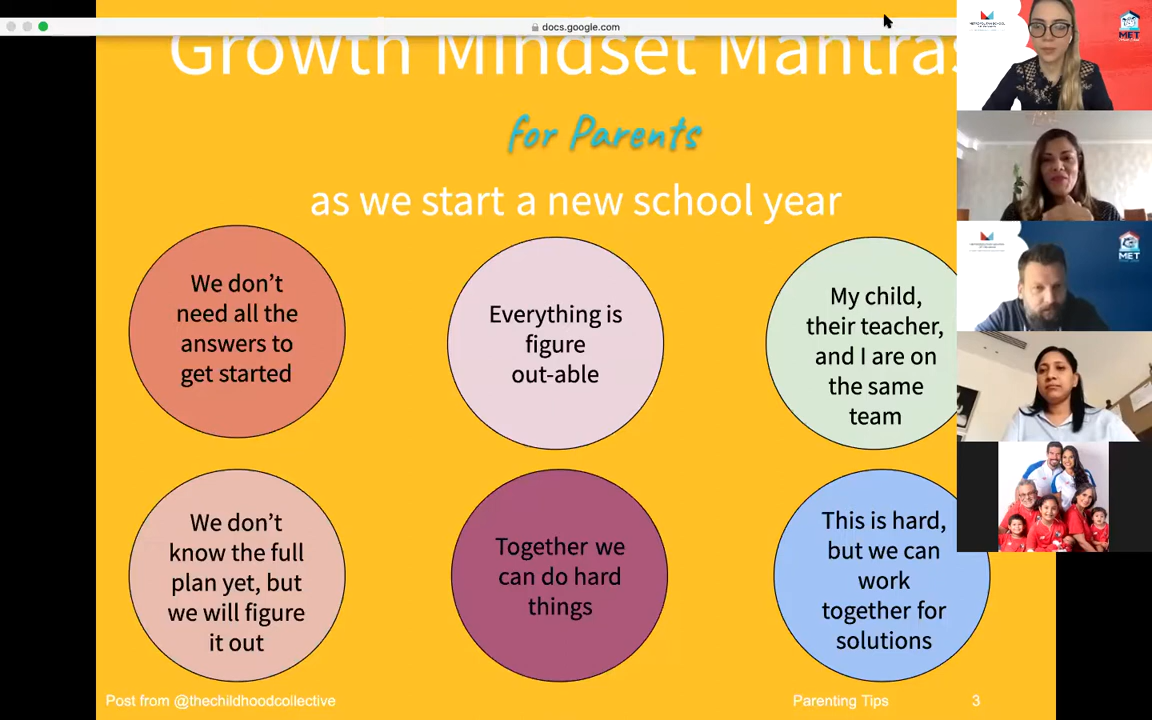 docs.google.com
Growth Mindset Mantras
for Parents
as we start a new school year
We don't
need all the
answers to
get started
Everything is
figure
out-able
My child,
their teacher,
and I are on
the same
team
We don't
know the full
plan yet, but
we will figure
it out
Together we
can do hard
things
This is hard,
but we can
work
together for
solutions
Post from @thechildhoodcollective
Parenting Tips
3
MET
MET